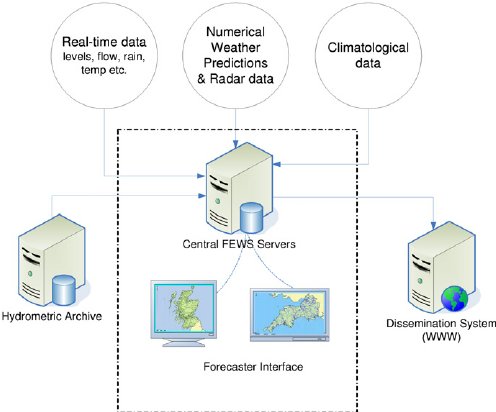 Real-time data
levels, flow, rain,
temp etc.
Numerical
Weather
Predictions
& Radar data
Climatological
data
Central FEWS Servers
Hydrometric Archive
Dissemination System
(WWW)
Forecaster Interface